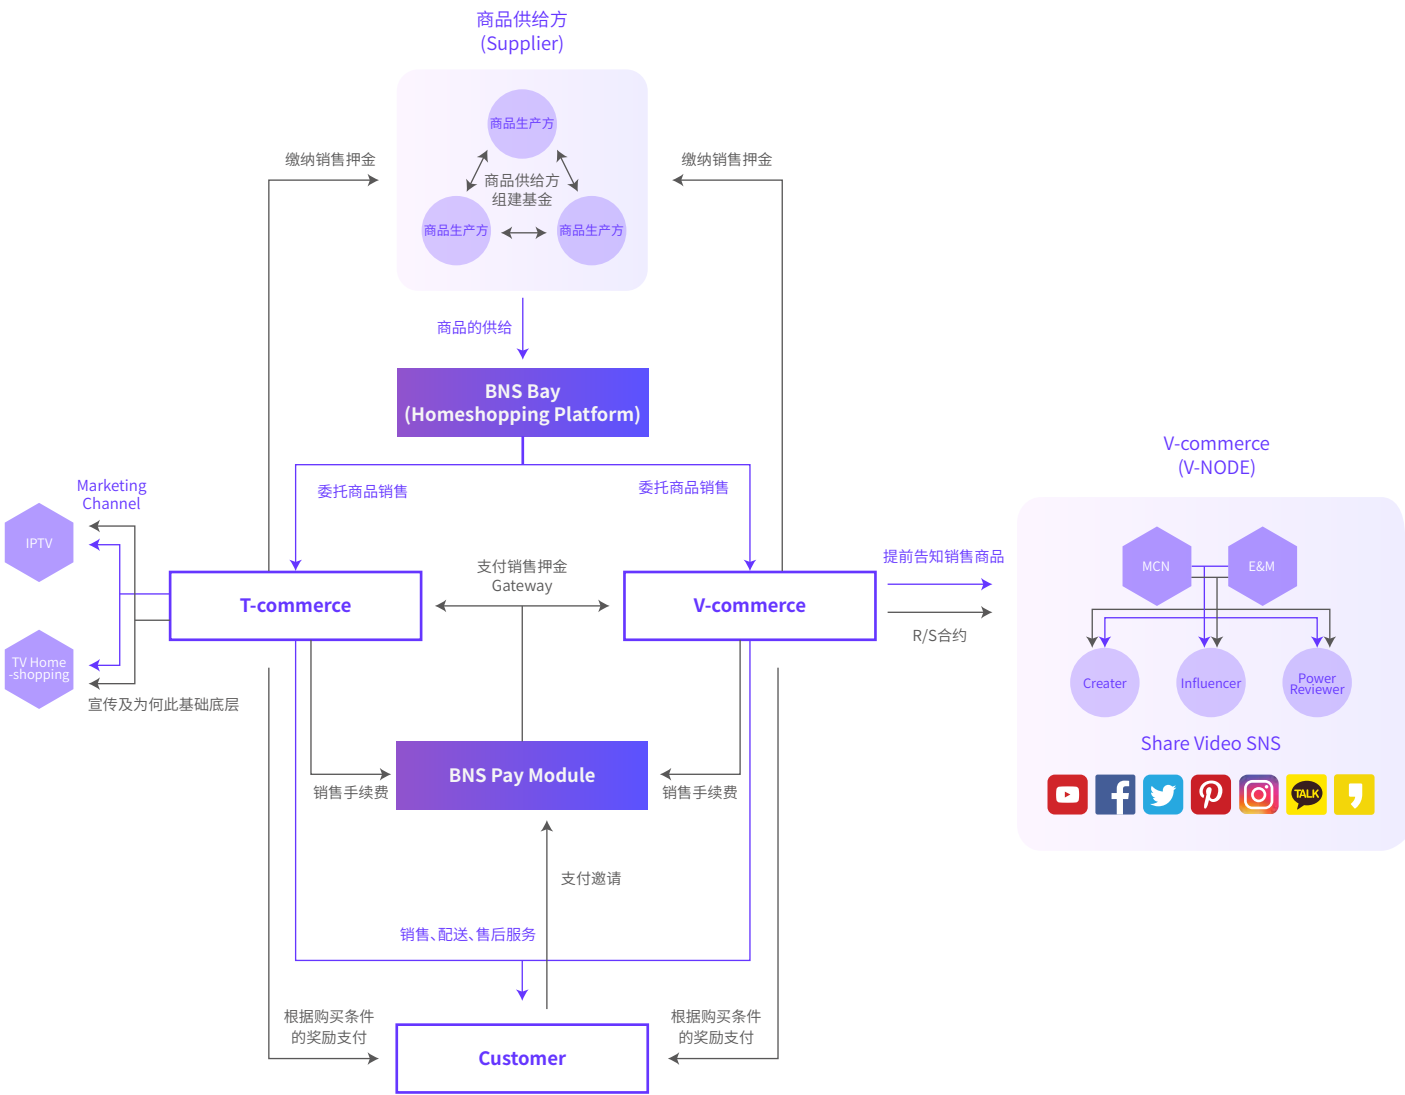 商品供给方
(Supplier)
商品生产方
缴纳销售押金
缴纳销售押金
商品供给方
组建基金
商品生产方
商品生产方
商品的供给
BNS Bay
(Homeshopping Platform)
委托商品销售
委托商品销售
Marketing
Channel
IPTV
TV Home
-shopping
宣传及为何此基础底层
T-commerce
支付销售押金
Gateway
V-commerce
提前告知销售商品
R/S合约
V-commerce
(V-NODE)
MCN
E&M
Creater
Influencer
Power
Reviewer
Share Video SNS
TALK
BNS Pay Module
销售手续费
销售手续费
支付邀请
销售、配送、售后服务
根据购买条件
的奖励支付
根据购买条件
的奖励支付
Customer